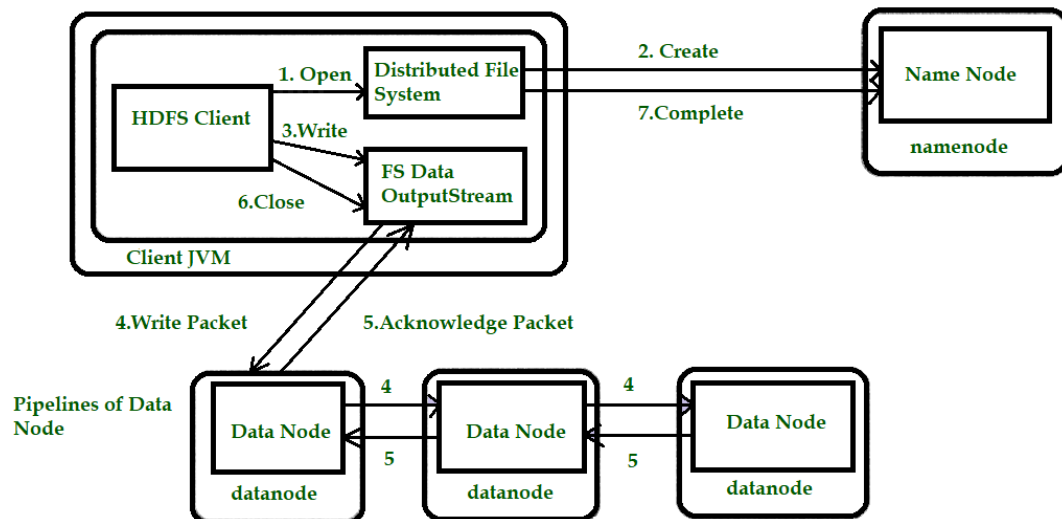 1. Open
Distributed File
System
2. Create
Name Node
HDFS Client
3.Write
7.Complete
namenode
FS Data
OutputStream
6.Close
Client JVM
4.Write Packet
5.Acknowledge Packet
Pipelines of Data
Node
4
4
Data Node
Data Node
Data Node
5
5
datanode
datanode
datanode